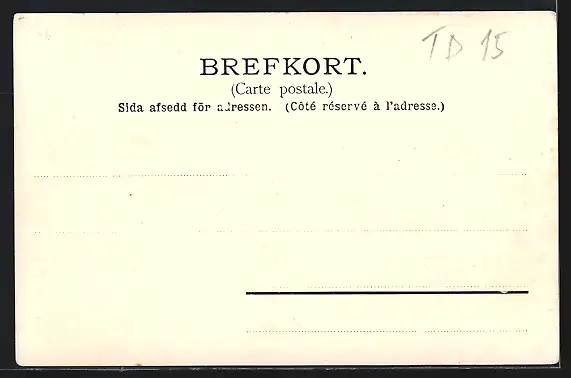 TD 15
BREFKORT.
(Carte postale.)
Sida afsedd för adressen. (Côté réservé à l'adresse.)